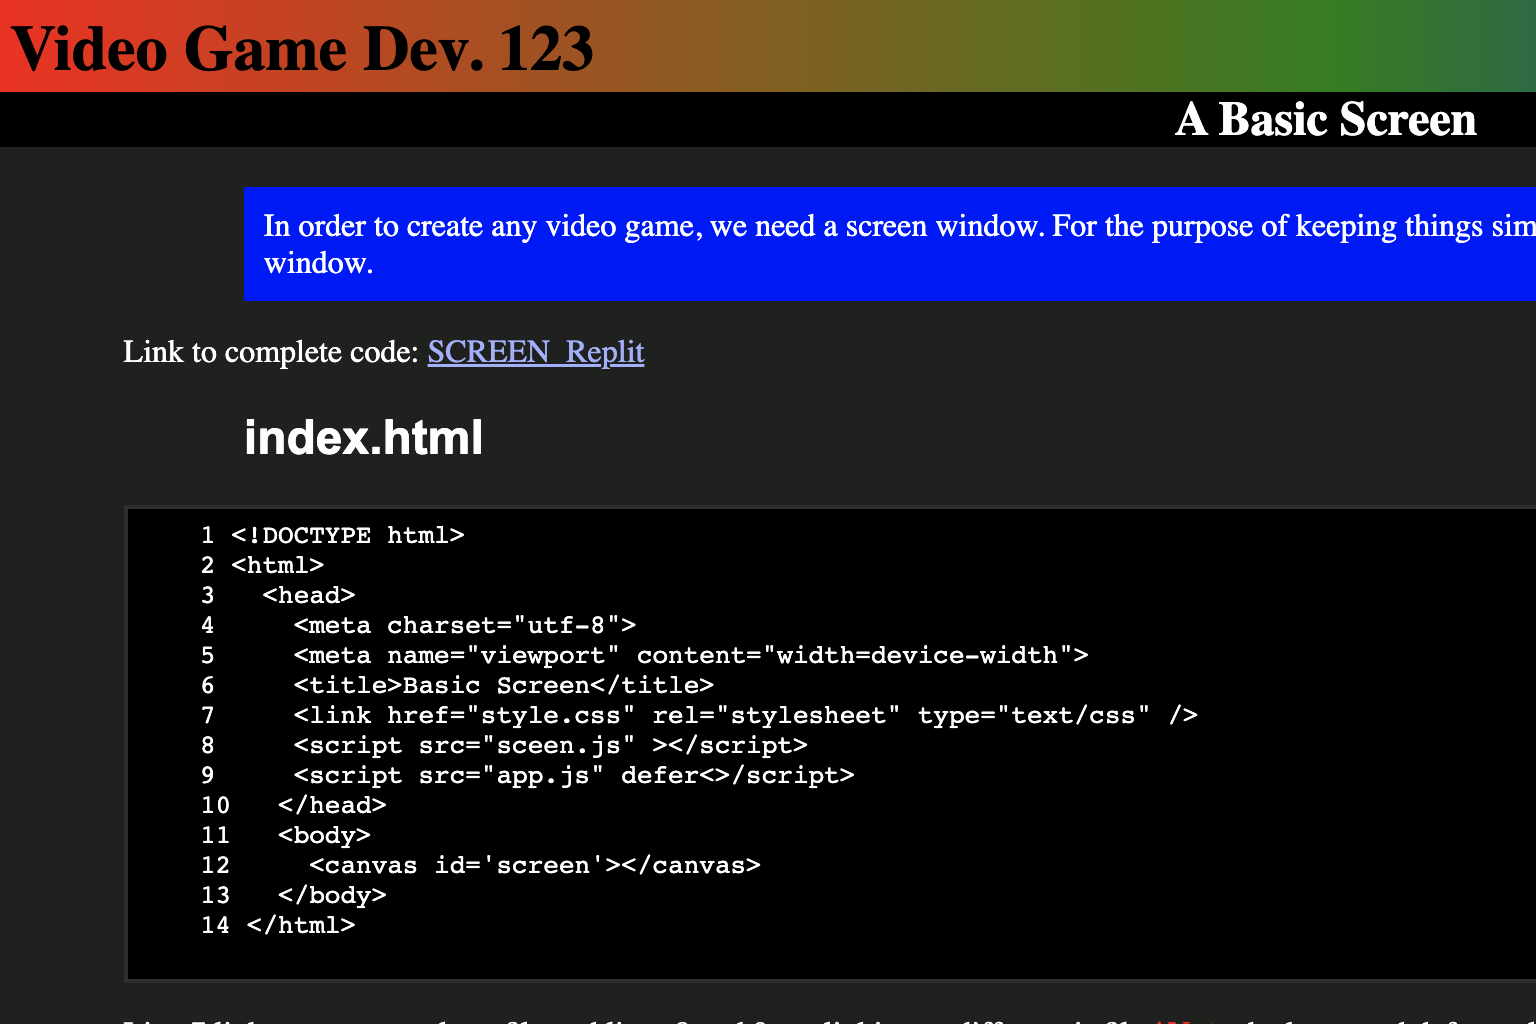 Video Game Dev. 123
A Basic Screen
In order to create any video game, we need a screen window. For the purpose of keeping things sim
window.
Link to complete code: SCREEN_Replit
index.html
1 <!DOCTYPE html>
2 <html>
3   <head>
4     <meta charset="utf-8">
5     <meta name="viewport" content="width=device-width">
6     <title>Basic Screen</title>
7     <link href="style.css" rel="stylesheet" type="text/css" />
8     <script src="sceen.js" ></script>
9     <script src="app.js" defer<>/script>
10   </head>
11   <body>
12     <canvas id='screen'></canvas>
13   </body>
14 </html>